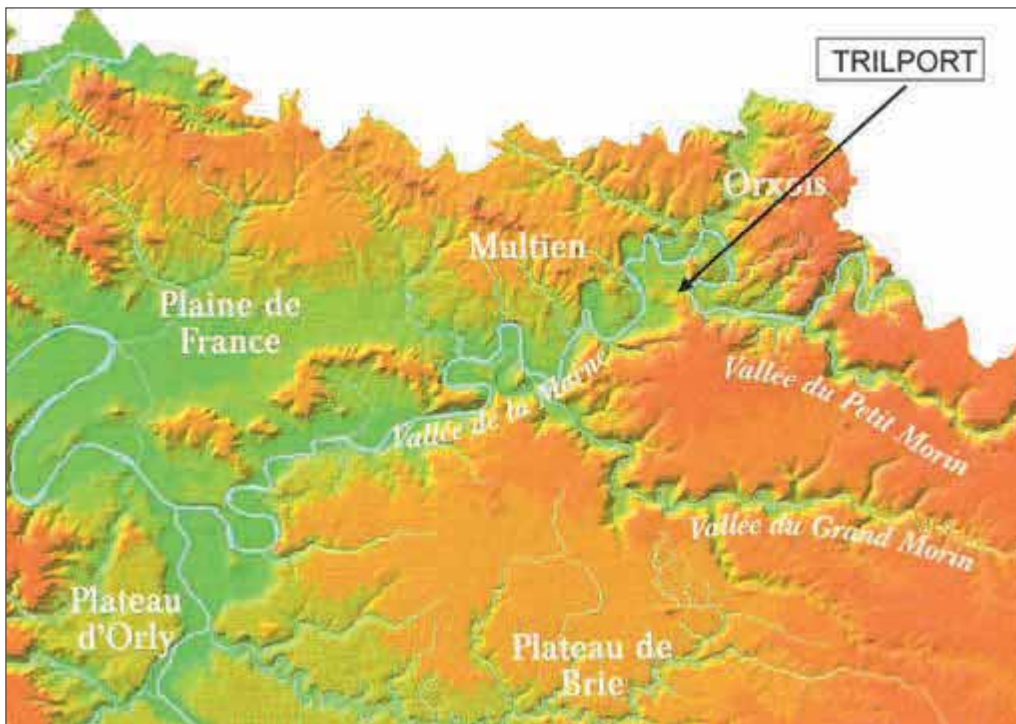 TRILPORT
Orxois
Multien
Plaine de
France
Vallée de la Marne
Vallée du Petit Morin
Vallée du Grand Morin
Plateau
d'Orly
Plateau de
Brie